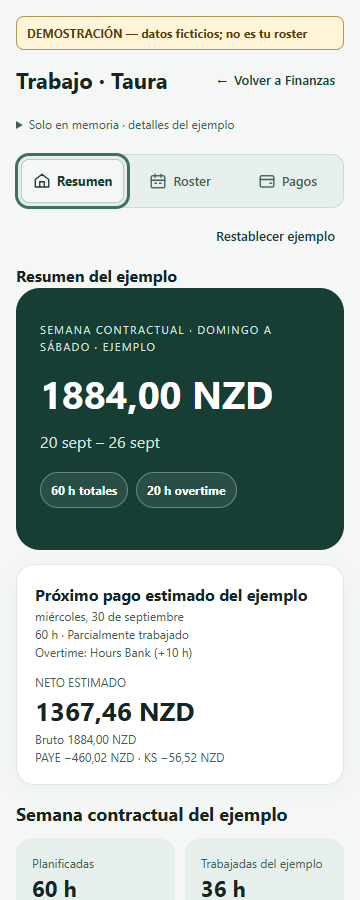 DEMOSTRACIÓN — datos ficticios; no es tu roster
Trabajo · Taura
← Volver a Finanzas
▶ Solo en memoria · detalles del ejemplo
Resumen
Roster
Pagos
Restablecer ejemplo
Resumen del ejemplo
SEMANA CONTRACTUAL · DOMINGO A
SÁBADO · EJEMPLO
1884,00 NZD
20 sept – 26 sept
60 h totales
20 h overtime
Próximo pago estimado del ejemplo
miércoles, 30 de septiembre
60 h · Parcialmente trabajado
Overtime: Hours Bank (+10 h)
NETO ESTIMADO
1367,46 NZD
Bruto 1884,00 NZD
PAYE −460,02 NZD · KS −56,52 NZD
Semana contractual del ejemplo
Planificadas
60 h
Trabajadas del ejemplo
36 h